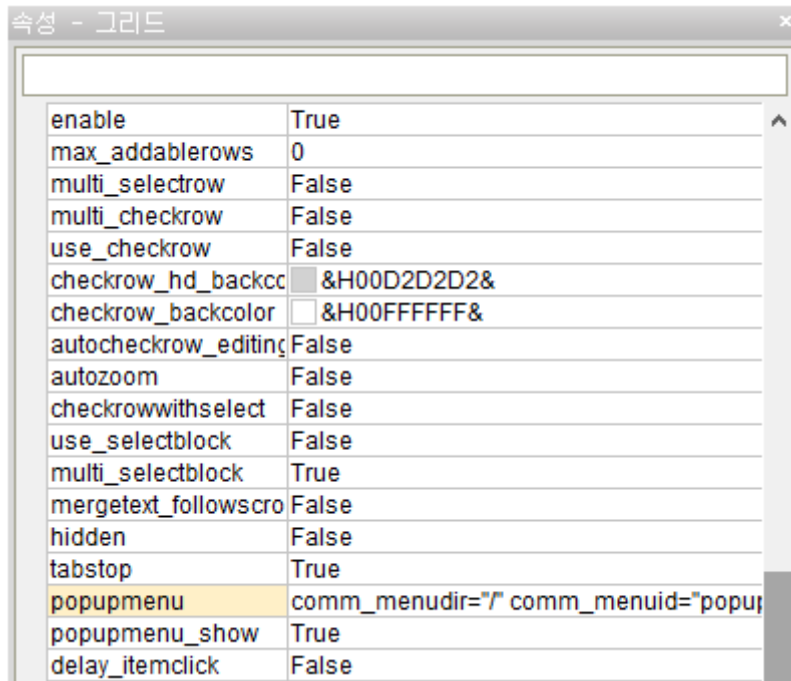 속성 - 그리드 ×
enable True
max_addablerows 0
multi_selectrow False
multi_checkrow False
use_checkrow False
checkrow_hd_backcc &H00D2D2D2&
checkrow_backcolor &H00FFFFFF&
autocheckrow_editing False
autozoom False
checkrowwithselect False
use_selectblock False
multi_selectblock True
mergetext_followscro False
hidden False
tabstop True
popupmenu comm_menudir="/" comm_menuid="popup
popupmenu_show True
delay_itemclick False